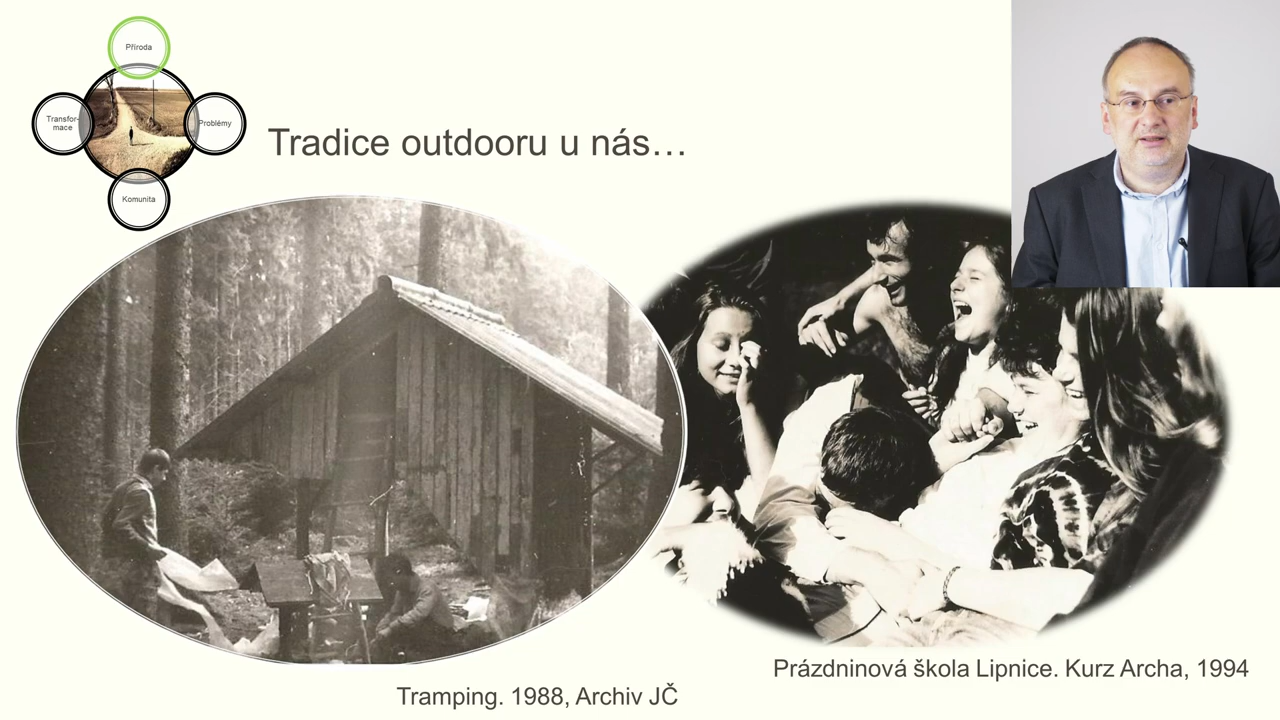 Příroda
Transfor-
mace
Problémy
Komunita
Tradice outdooru u nás…
Prázdninová škola Lipnice. Kurz Archa, 1994
Tramping. 1988, Archiv JČ